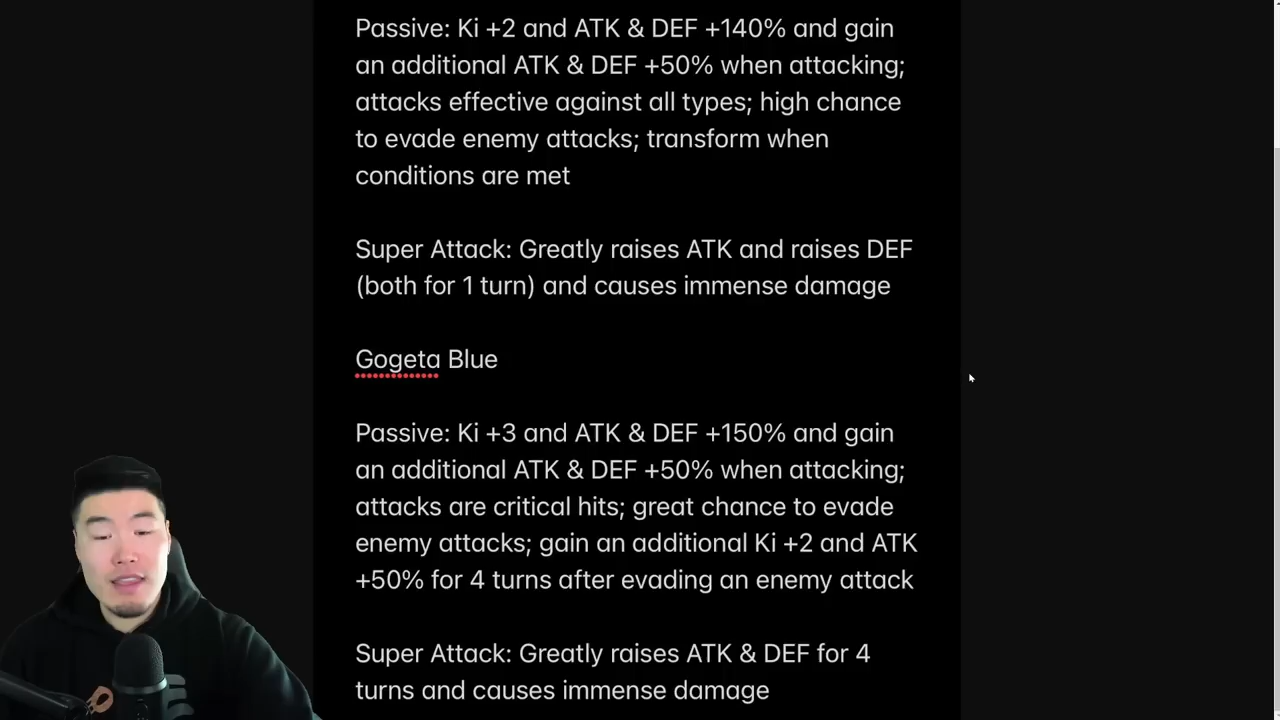 Passive: Ki +2 and ATK & DEF +140% and gain
an additional ATK & DEF +50% when attacking;
attacks effective against all types; high chance
to evade enemy attacks; transform when
conditions are met
Super Attack: Greatly raises ATK and raises DEF
(both for 1 turn) and causes immense damage
Gogeta Blue
Passive: Ki +3 and ATK & DEF +150% and gain
an additional ATK & DEF +50% when attacking;
attacks are critical hits; great chance to evade
enemy attacks; gain an additional Ki +2 and ATK
+50% for 4 turns after evading an enemy attack
Super Attack: Greatly raises ATK & DEF for 4
turns and causes immense damage